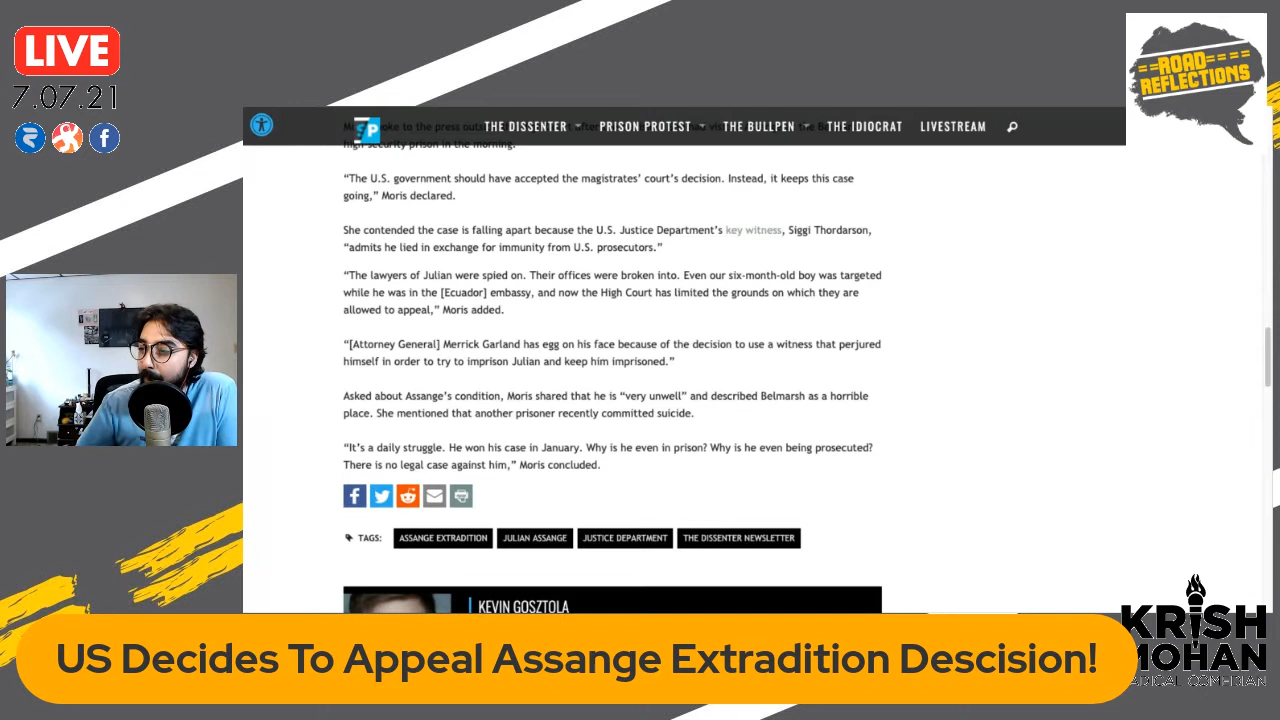 LIVE
7.07.21
ROAD
REFLECTIONS
THE DISSENTER
PRISON PROTEST
THE BULLPEN
THE IDIOCRAT
LIVESTREAM
high security prison in the morning.
“The U.S. government should have accepted the magistrates’ court’s decision. Instead, it keeps this case
going,” Moris declared.
She contended the case is falling apart because the U.S. Justice Department’s key witness, Siggi Thordarson,
“admits he lied in exchange for immunity from U.S. prosecutors.”
“The lawyers of Julian were spied on. Their offices were broken into. Even our six-month-old boy was targeted
while he was in the [Ecuador] embassy, and now the High Court has limited the grounds on which they are
allowed to appeal,” Moris added.
“[Attorney General] Merrick Garland has egg on his face because of the decision to use a witness that perjured
himself in order to try to imprison Julian and keep him imprisoned.”
Asked about Assange’s condition, Moris shared that he is “very unwell” and described Belmarsh as a horrible
place. She mentioned that another prisoner recently committed suicide.
“It’s a daily struggle. He won his case in January. Why is he even in prison? Why is he even being prosecuted?
There is no legal case against him,” Moris concluded.
TAGS:
ASSANGE EXTRADITION
JULIAN ASSANGE
JUSTICE DEPARTMENT
THE DISSENTER NEWSLETTER
KEVIN GOSZTOLA
US Decides To Appeal Assange Extradition Descision!
KRISH
MOHAN